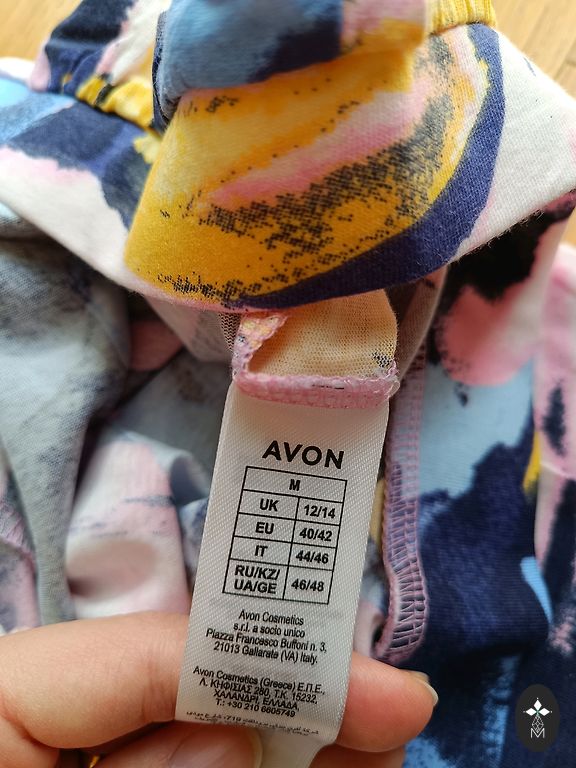 AVON
M
UK 12/14
EU 40/42
IT 44/46
RU/KZ/ 46/48
UA/GE
Avon Cosmetics
s.r.l. a socio unico
Piazza Francesco Buffoni n. 3,
21013 Gallarate (VA) Italy.
Avon Cosmetics (Greece) Ε.Π.Ε.,
Λ. ΚΗΦΙΣΙΑΣ 280, Τ.Κ. 15232,
ΧΑΛΑΝΔΡΙ, ΕΛΛΑΔΑ,
Τ.: +30 210 6605749
M